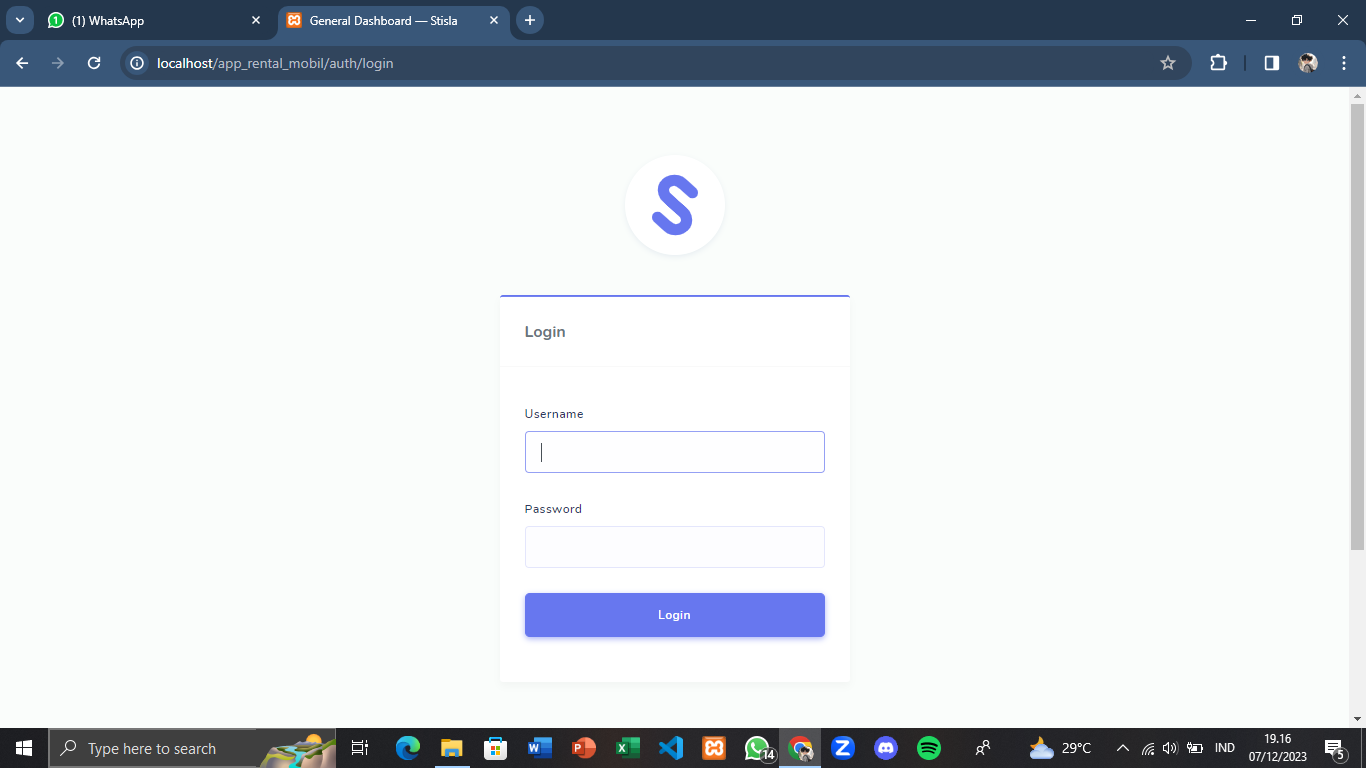 (1) WhatsApp
General Dashboard — Stisla
localhost/app_rental_mobil/auth/login
Login
Username
Password
Login
Type here to search
14
29°C
IND
19.16
07/12/2023
5